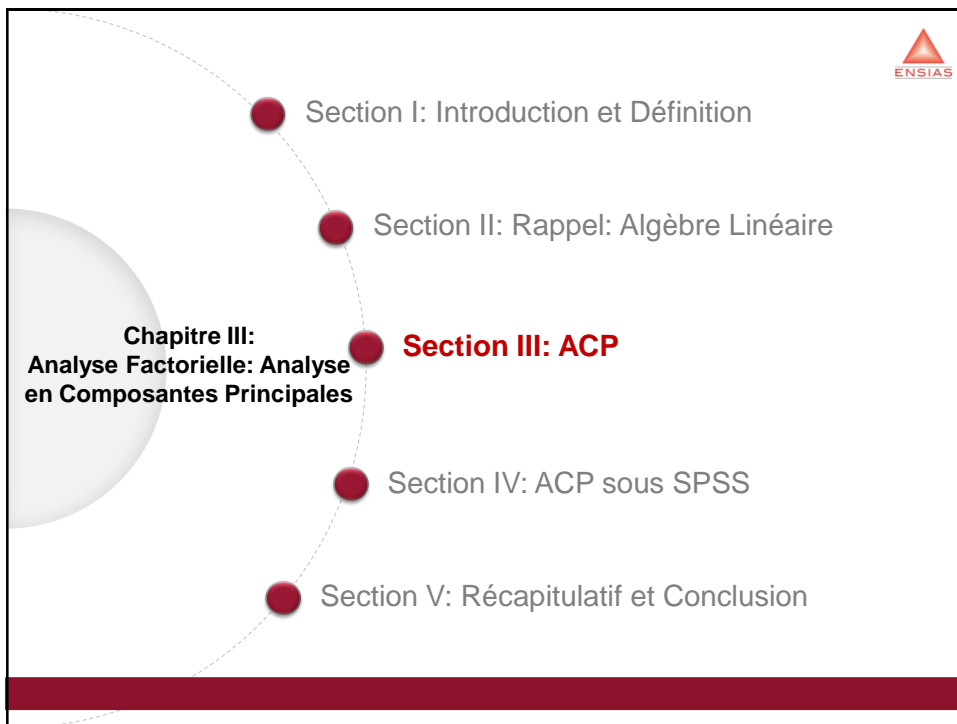 ENSIAS
Section I: Introduction et Définition
Section II: Rappel: Algèbre Linéaire
Chapitre III:
Analyse Factorielle: Analyse
en Composantes Principales
Section III: ACP
Section IV: ACP sous SPSS
Section V: Récapitulatif et Conclusion